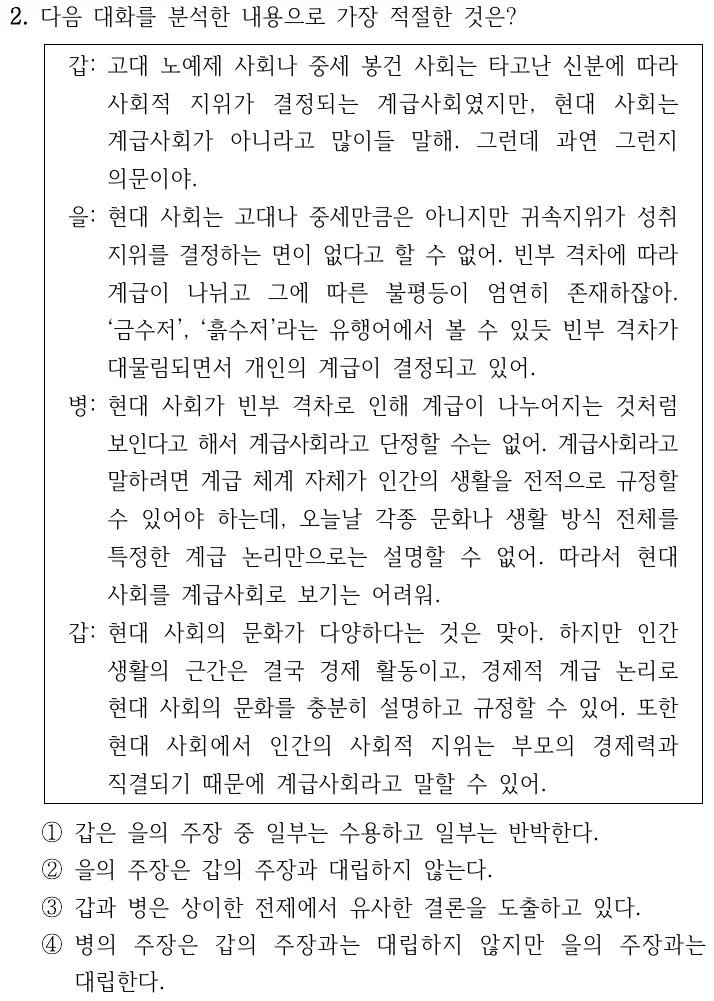 2. 다음 대화를 분석한 내용으로 가장 적절한 것은?
갑: 고대 노예제 사회나 중세 봉건 사회는 타고난 신분에 따라
사회적 지위가 결정되는 계급사회였지만, 현대 사회는
계급사회가 아니라고 많이들 말해. 그런데 과연 그런지
의문이야.
을: 현대 사회는 고대나 중세만큼은 아니지만 귀속지위가 성취
지위를 결정하는 면이 없다고 할 수 없어. 빈부 격차에 따라
계급이 나뉘고 그에 따른 불평등이 엄연히 존재하잖아.
‘금수저’, ‘흙수저’라는 유행어에서 볼 수 있듯 빈부 격차가
대물림되면서 개인의 계급이 결정되고 있어.
병: 현대 사회가 빈부 격차로 인해 계급이 나누어지는 것처럼
보인다고 해서 계급사회라고 단정할 수는 없어. 계급사회라고
말하려면 계급 체계 자체가 인간의 생활을 전적으로 규정할
수 있어야 하는데, 오늘날 각종 문화나 생활 방식 전체를
특정한 계급 논리만으로는 설명할 수 없어. 따라서 현대
사회를 계급사회로 보기는 어려워.
갑: 현대 사회의 문화가 다양하다는 것은 맞아. 하지만 인간
생활의 근간은 결국 경제 활동이고, 경제적 계급 논리로
현대 사회의 문화를 충분히 설명하고 규정할 수 있어. 또한
현대 사회에서 인간의 사회적 지위는 부모의 경제력과
직결되기 때문에 계급사회라고 말할 수 있어.
① 갑은 을의 주장 중 일부는 수용하고 일부는 반박한다.
② 을의 주장은 갑의 주장과 대립하지 않는다.
③ 갑과 병은 상이한 전제에서 유사한 결론을 도출하고 있다.
④ 병의 주장은 갑의 주장과는 대립하지 않지만 을의 주장과는
대립한다.